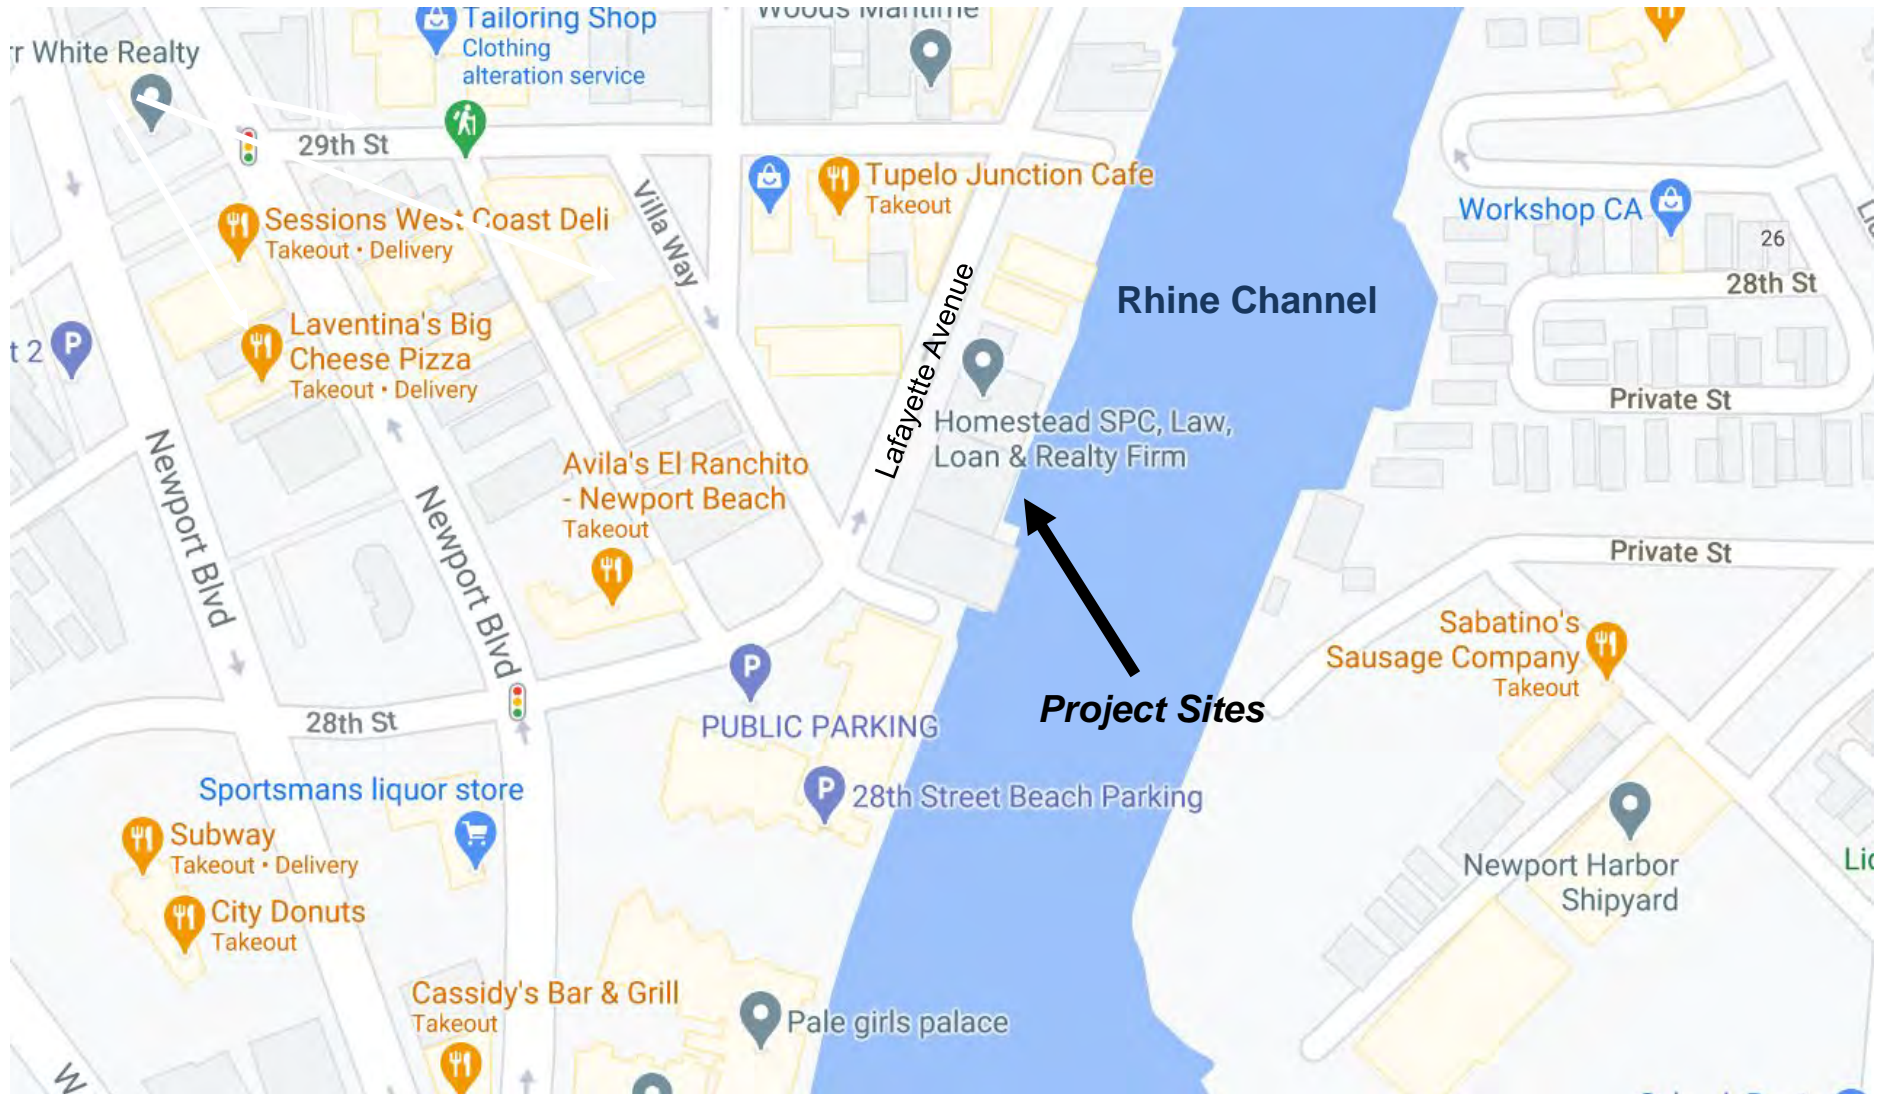 Tailoring Shop
Clothing
alteration service
Woods Maritime
r White Realty
29th St
Tupelo Junction Cafe
Takeout
Villa Way
Workshop CA
26
28th St
Sessions West Coast Deli
Takeout • Delivery
Lafayette Avenue
Rhine Channel
Laventina's Big
Cheese Pizza
Takeout • Delivery
t 2
P
Private St
Homestead SPC, Law,
Loan & Realty Firm
Newport Blvd
Newport Blvd
Avila's El Ranchito
- Newport Beach
Takeout
Private St
Sabatino's
Sausage Company
Takeout
P
PUBLIC PARKING
Project Sites
28th St
Sportsmans liquor store
P
28th Street Beach Parking
Subway
Takeout • Delivery
City Donuts
Takeout
Newport Harbor
Shipyard
Lic
Cassidy's Bar & Grill
Takeout
Pale girls palace
W